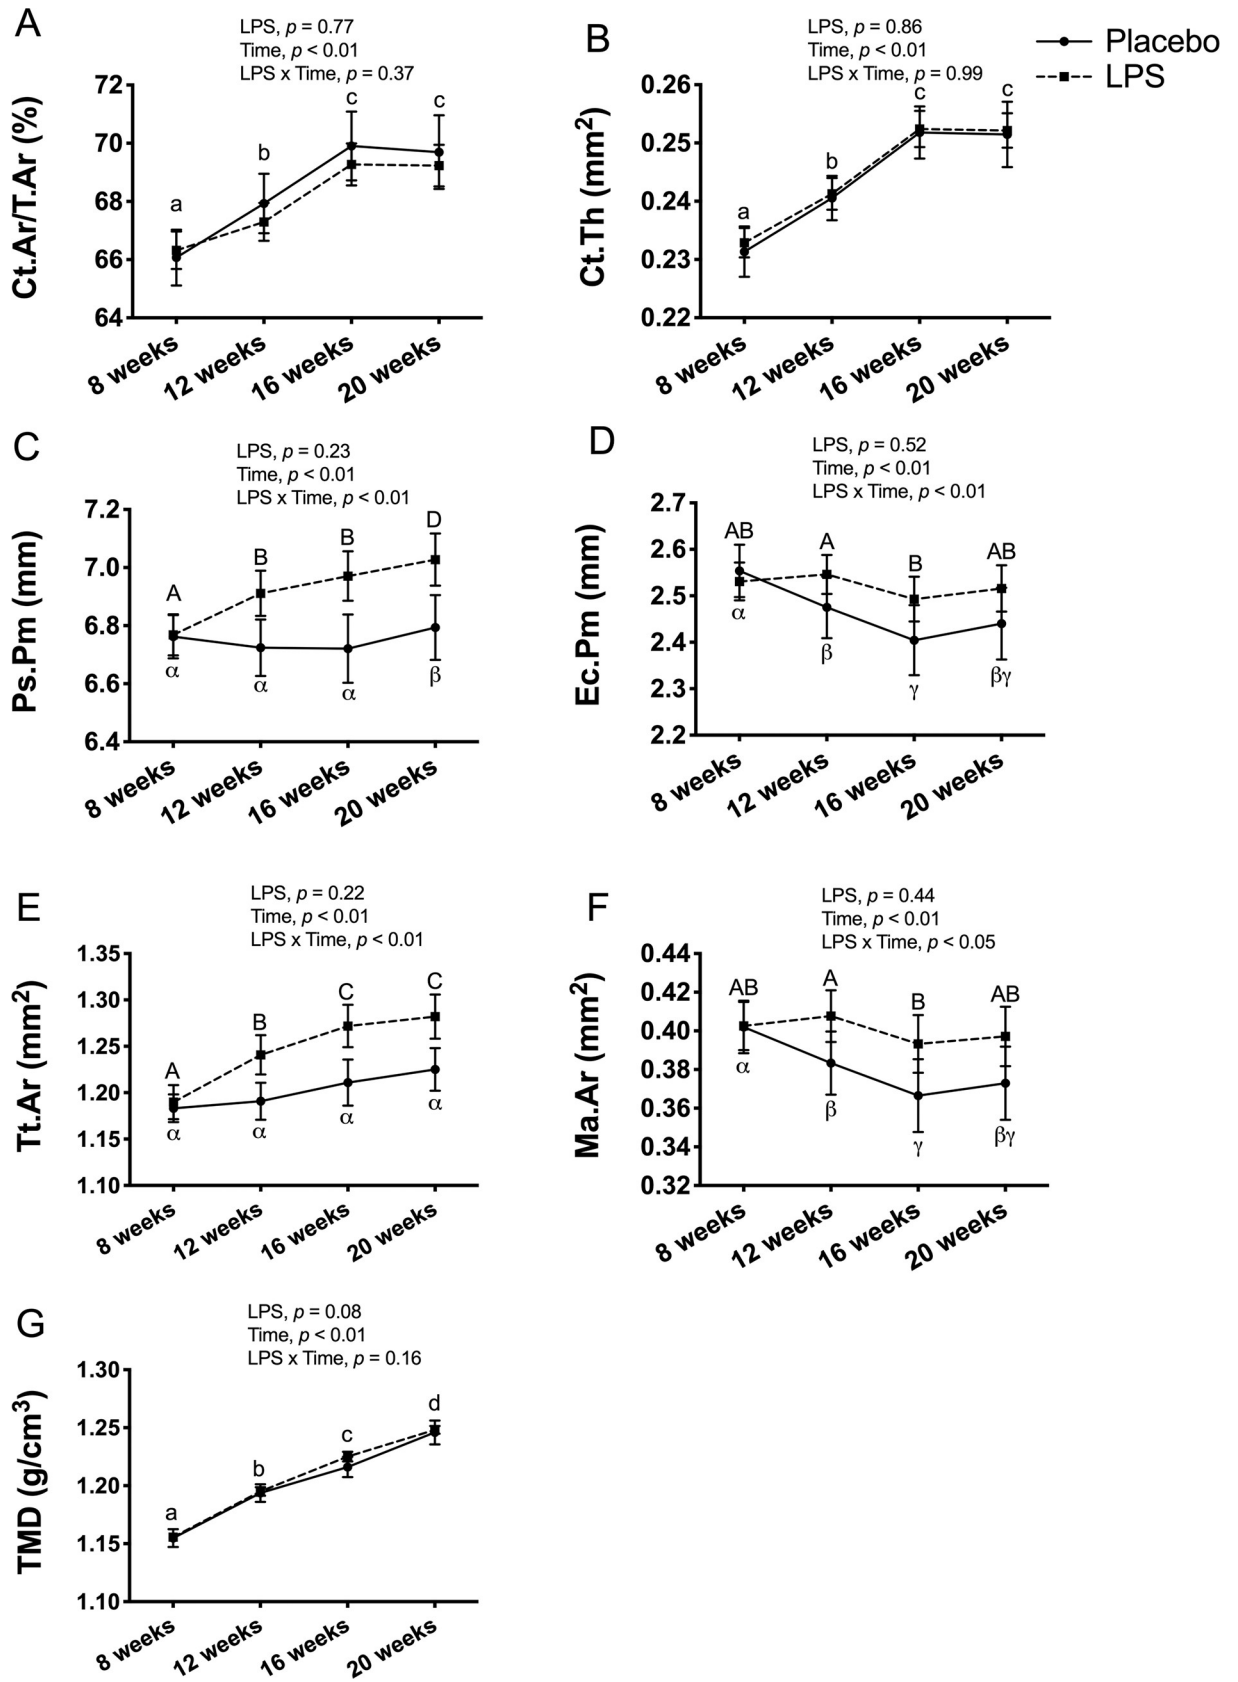 A
LPS, p = 0.77
Time, p < 0.01
LPS x Time, p = 0.37
Ct.Ar/T.Ar (%)
72
70
68
66
64
a
b
c
c
8 weeks
12 weeks
16 weeks
20 weeks
B
LPS, p = 0.86
Time, p < 0.01
LPS x Time, p = 0.99
Placebo
LPS
Ct.Th (mm²)
0.26
0.25
0.24
0.23
0.22
a
b
c
c
8 weeks
12 weeks
16 weeks
20 weeks
C
LPS, p = 0.23
Time, p < 0.01
LPS x Time, p < 0.01
Ps.Pm (mm)
7.2
7.0
6.8
6.6
6.4
A
B
B
D
α
α
α
β
8 weeks
12 weeks
16 weeks
20 weeks
D
LPS, p = 0.52
Time, p < 0.01
LPS x Time, p < 0.01
Ec.Pm (mm)
2.7
2.6
2.5
2.4
2.3
2.2
AB
A
B
AB
α
β
γ
βγ
8 weeks
12 weeks
16 weeks
20 weeks
E
LPS, p = 0.22
Time, p < 0.01
LPS x Time, p < 0.01
Tt.Ar (mm²)
1.35
1.30
1.25
1.20
1.15
1.10
A
B
C
C
α
α
α
α
8 weeks
12 weeks
16 weeks
20 weeks
F
LPS, p = 0.44
Time, p < 0.01
LPS x Time, p < 0.05
Ma.Ar (mm²)
0.44
0.42
0.40
0.38
0.36
0.34
0.32
AB
A
B
AB
α
β
γ
βγ
8 weeks
12 weeks
16 weeks
20 weeks
G
LPS, p = 0.08
Time, p < 0.01
LPS x Time, p = 0.16
TMD (g/cm³)
1.30
1.25
1.20
1.15
1.10
a
b
c
d
8 weeks
12 weeks
16 weeks
20 weeks